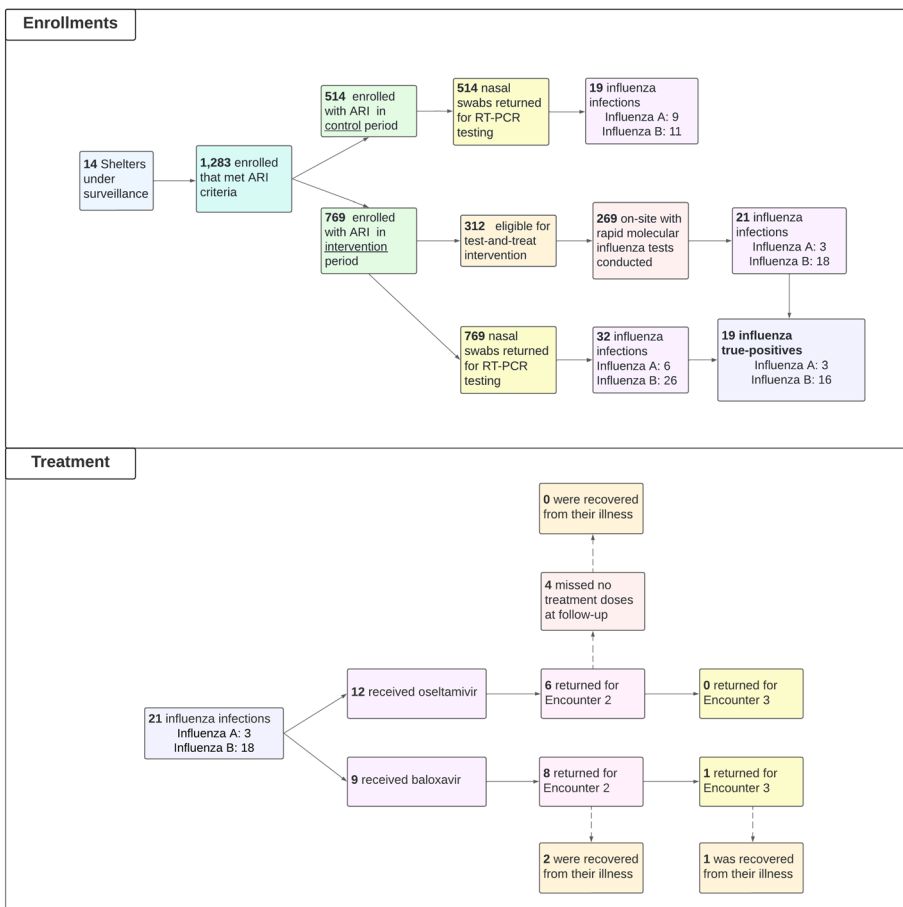 Enrollments
14 Shelters
under
surveillance
1,283 enrolled
that met ARI
criteria
514 enrolled
with ARI in
control period
514 nasal
swabs returned
for RT-PCR
testing
19 influenza
infections
Influenza A: 9
Influenza B: 11
769 enrolled
with ARI in
intervention
period
312 eligible for
test-and-treat
intervention
269 on-site with
rapid molecular
influenza tests
conducted
21 influenza
infections
Influenza A: 3
Influenza B: 18
769 nasal
swabs returned
for RT-PCR
testing
32 influenza
infections
Influenza A: 6
Influenza B: 26
19 influenza
true-positives
Influenza A: 3
Influenza B: 16
Treatment
0 were recovered
from their illness
4 missed no
treatment doses
at follow-up
21 influenza infections
Influenza A: 3
Influenza B: 18
12 received oseltamivir
6 returned for
Encounter 2
0 returned for
Encounter 3
9 received baloxavir
8 returned for
Encounter 2
1 returned for
Encounter 3
2 were recovered
from their illness
1 was recovered
from their illness